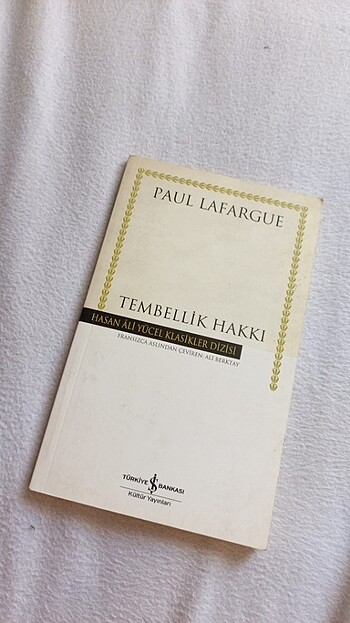 PAUL LAFARGUE
TEMBELLİK HAKKI
HASAN ÂLİ YÜCEL KLASİKLER DİZİSİ
FRANSIZCA ASLINDAN ÇEVİREN: ALİ BERKTAY
TÜRKİYE İŞ BANKASI
Kültür Yayınları